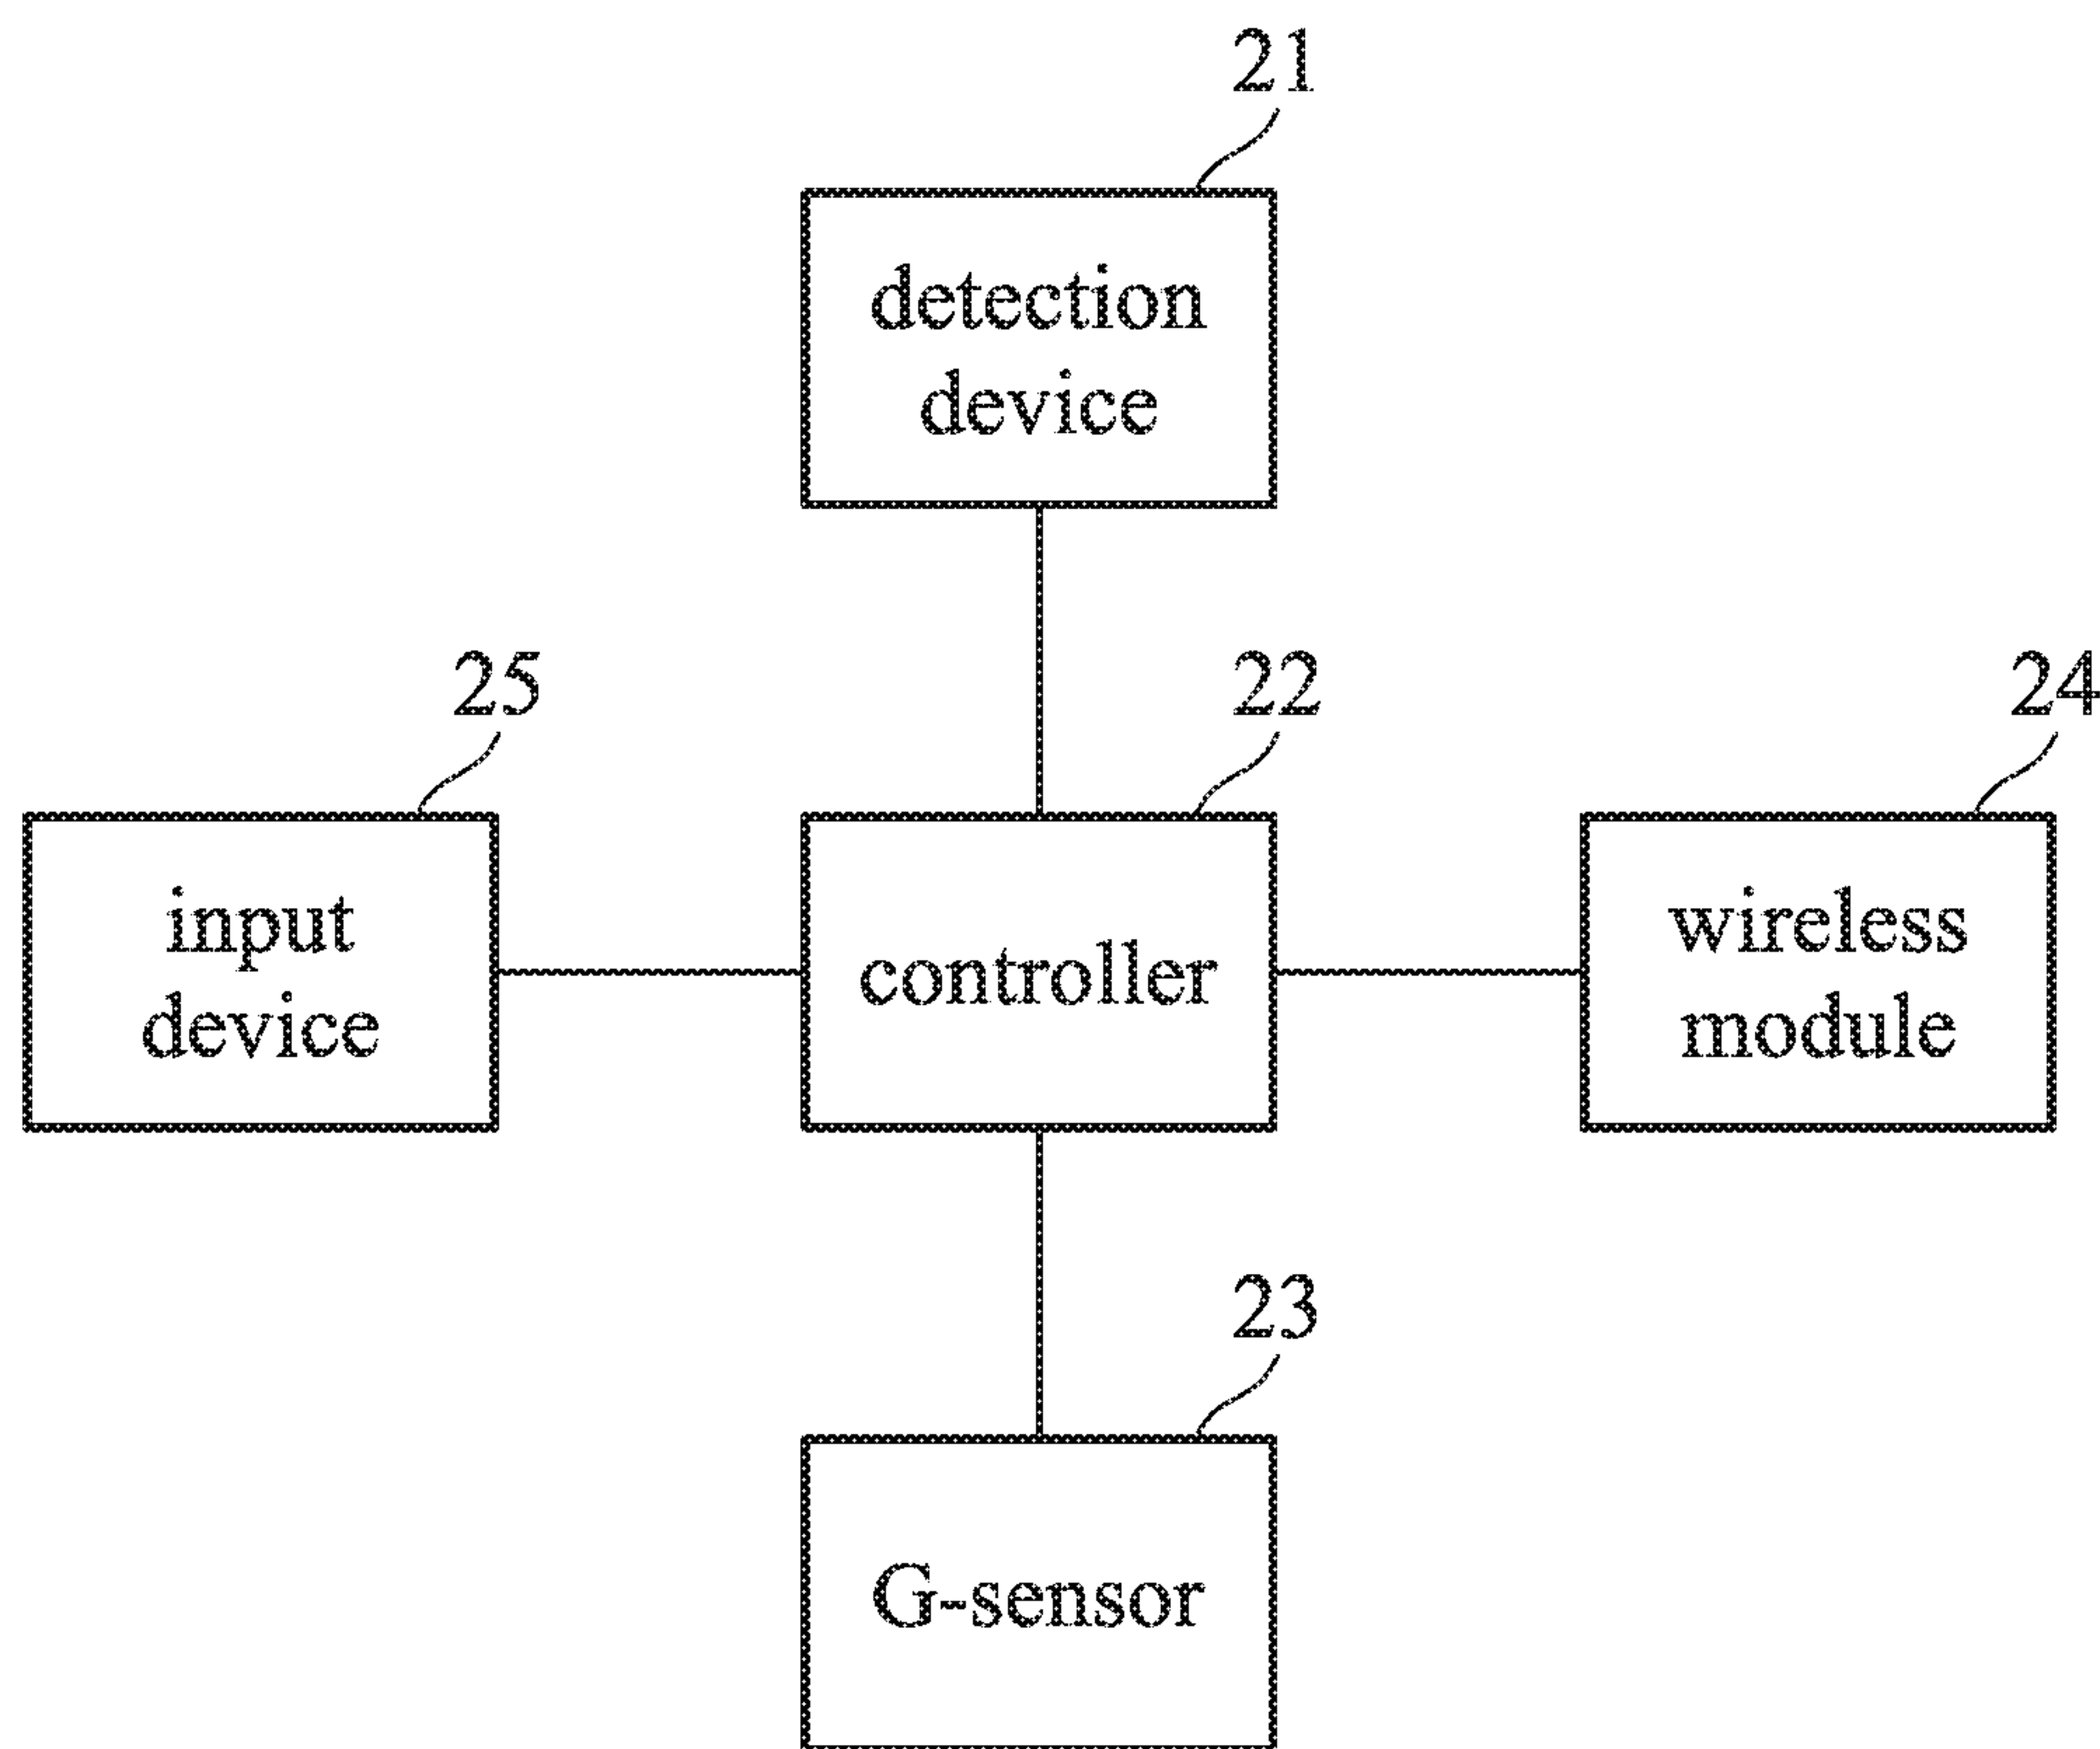 21
detection
device
25
22
24
input
device
controller
wireless
module
23
G-sensor